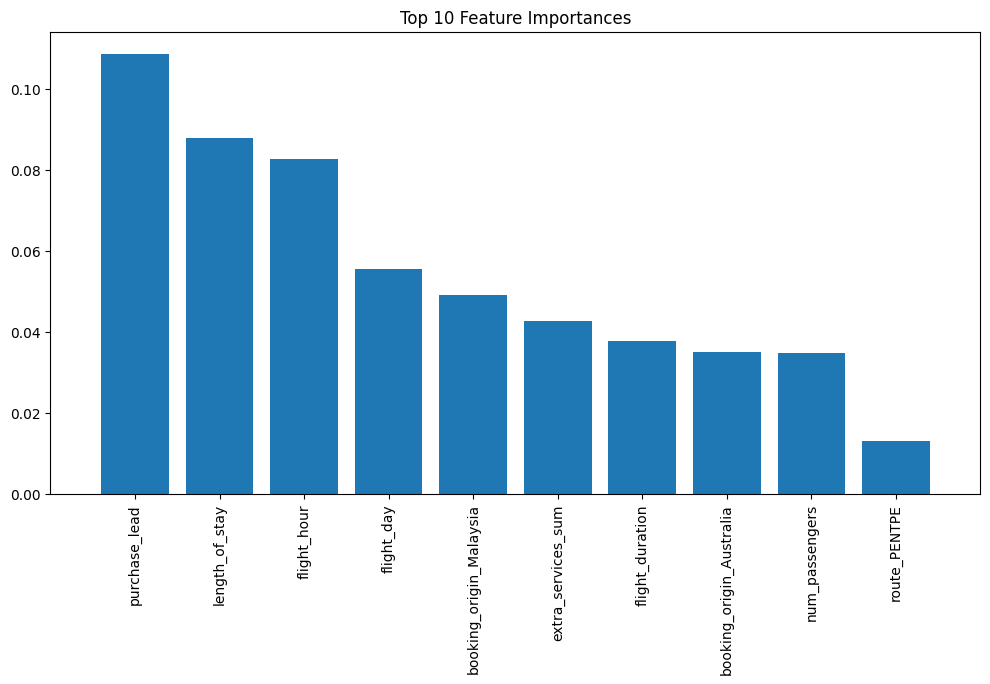 Top 10 Feature Importances
0.10
0.08
0.06
0.04
0.02
0.00
purchase_lead
length_of_stay
flight_hour
flight_day
booking_origin_Malaysia
extra_services_sum
flight_duration
booking_origin_Australia
num_passengers
route_PENTPE